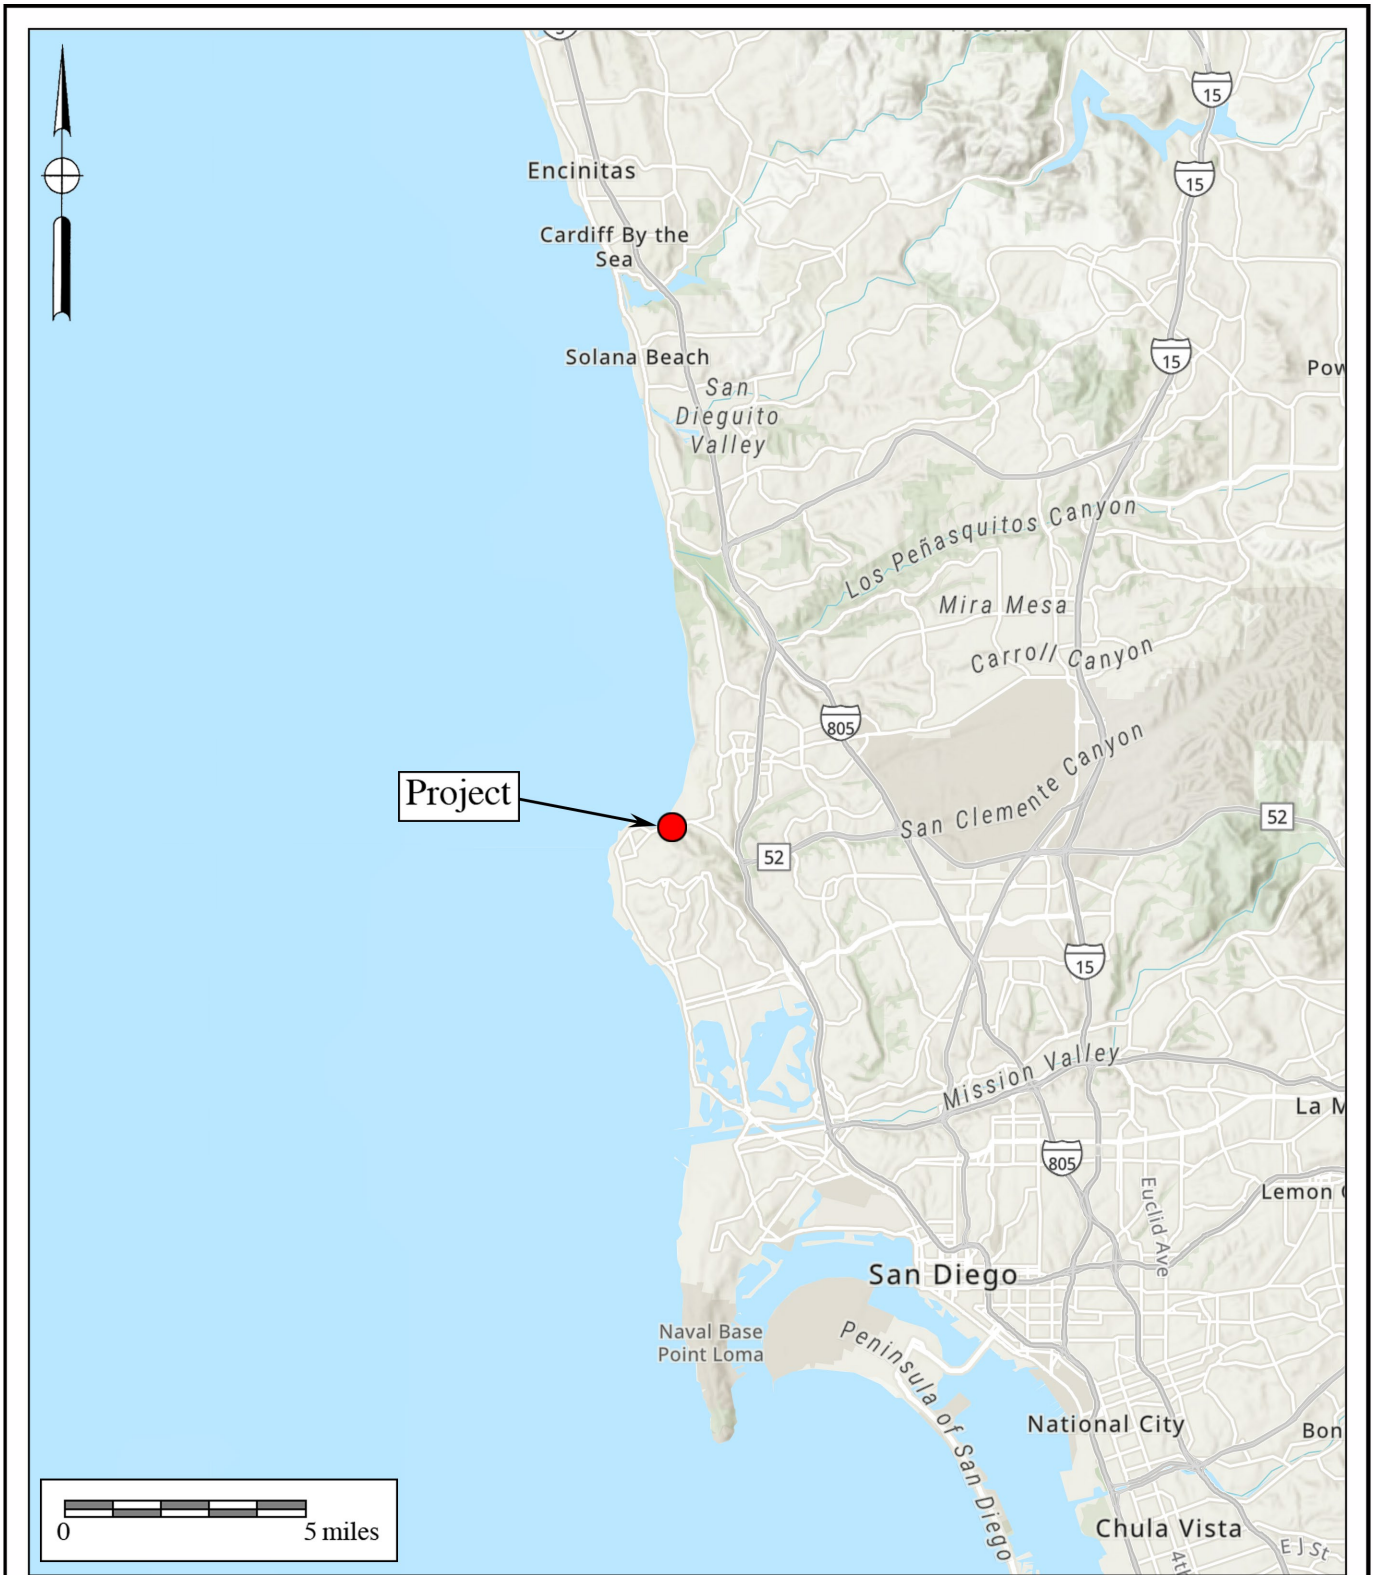 15
15
Encinitas
Cardiff By the
Sea
15
Solana Beach
Pow
San
Dieguito
Valley
Los Peñasquitos Canyon
Mira Mesa
Carroll Canyon
805
San Clemente Canyon
Project
52
52
15
Mission Valley
La M
805
Euclid Ave
Lemon
San Diego
Naval Base
Point Loma
Peninsula of San Diego
National City
Bon
Chula Vista
E J St
4th
0
5 miles